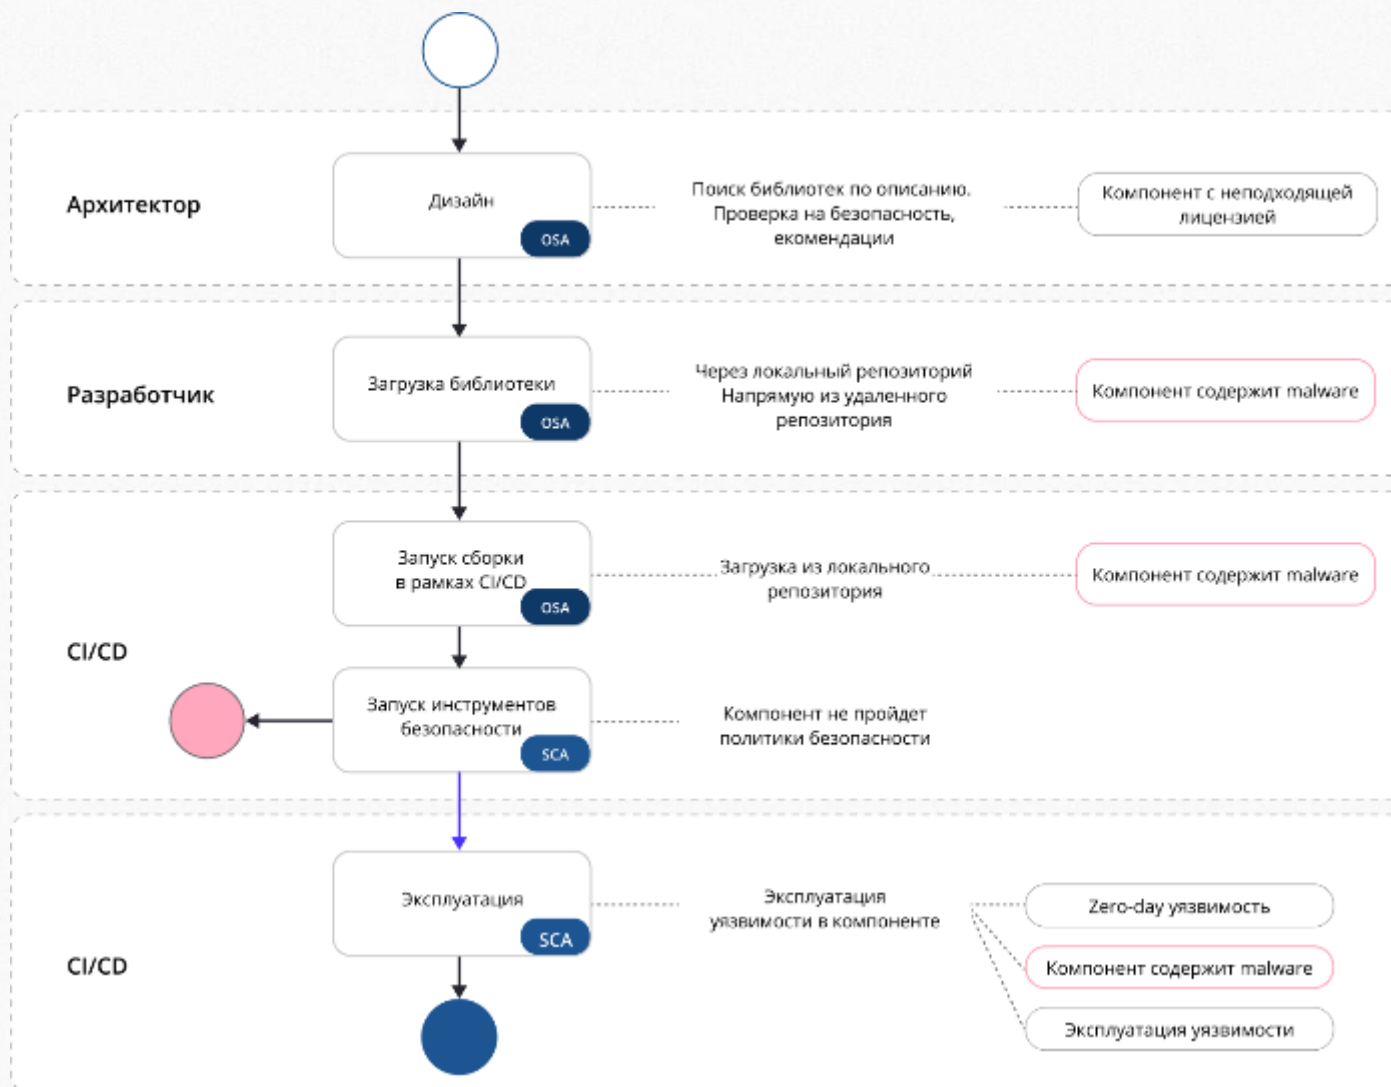 Архитектор
Дизайн
OSA
Поиск библиотек по описанию.
Проверка на безопасность,
екомендации
Компонент с неподходящей
лицензией
Разработчик
Загрузка библиотеки
OSA
Через локальный репозиторий
Напрямую из удаленного
репозитория
Компонент содержит malware
CI/CD
Запуск сборки
в рамках CI/CD
OSA
Загрузка из локального
репозитория
Компонент содержит malware
Запуск инструментов
безопасности
SCA
Компонент не пройдет
политики безопасности
CI/CD
Эксплуатация
SCA
Эксплуатация
уязвимости в компоненте
Zero-day уязвимость
Компонент содержит malware
Эксплуатация уязвимости